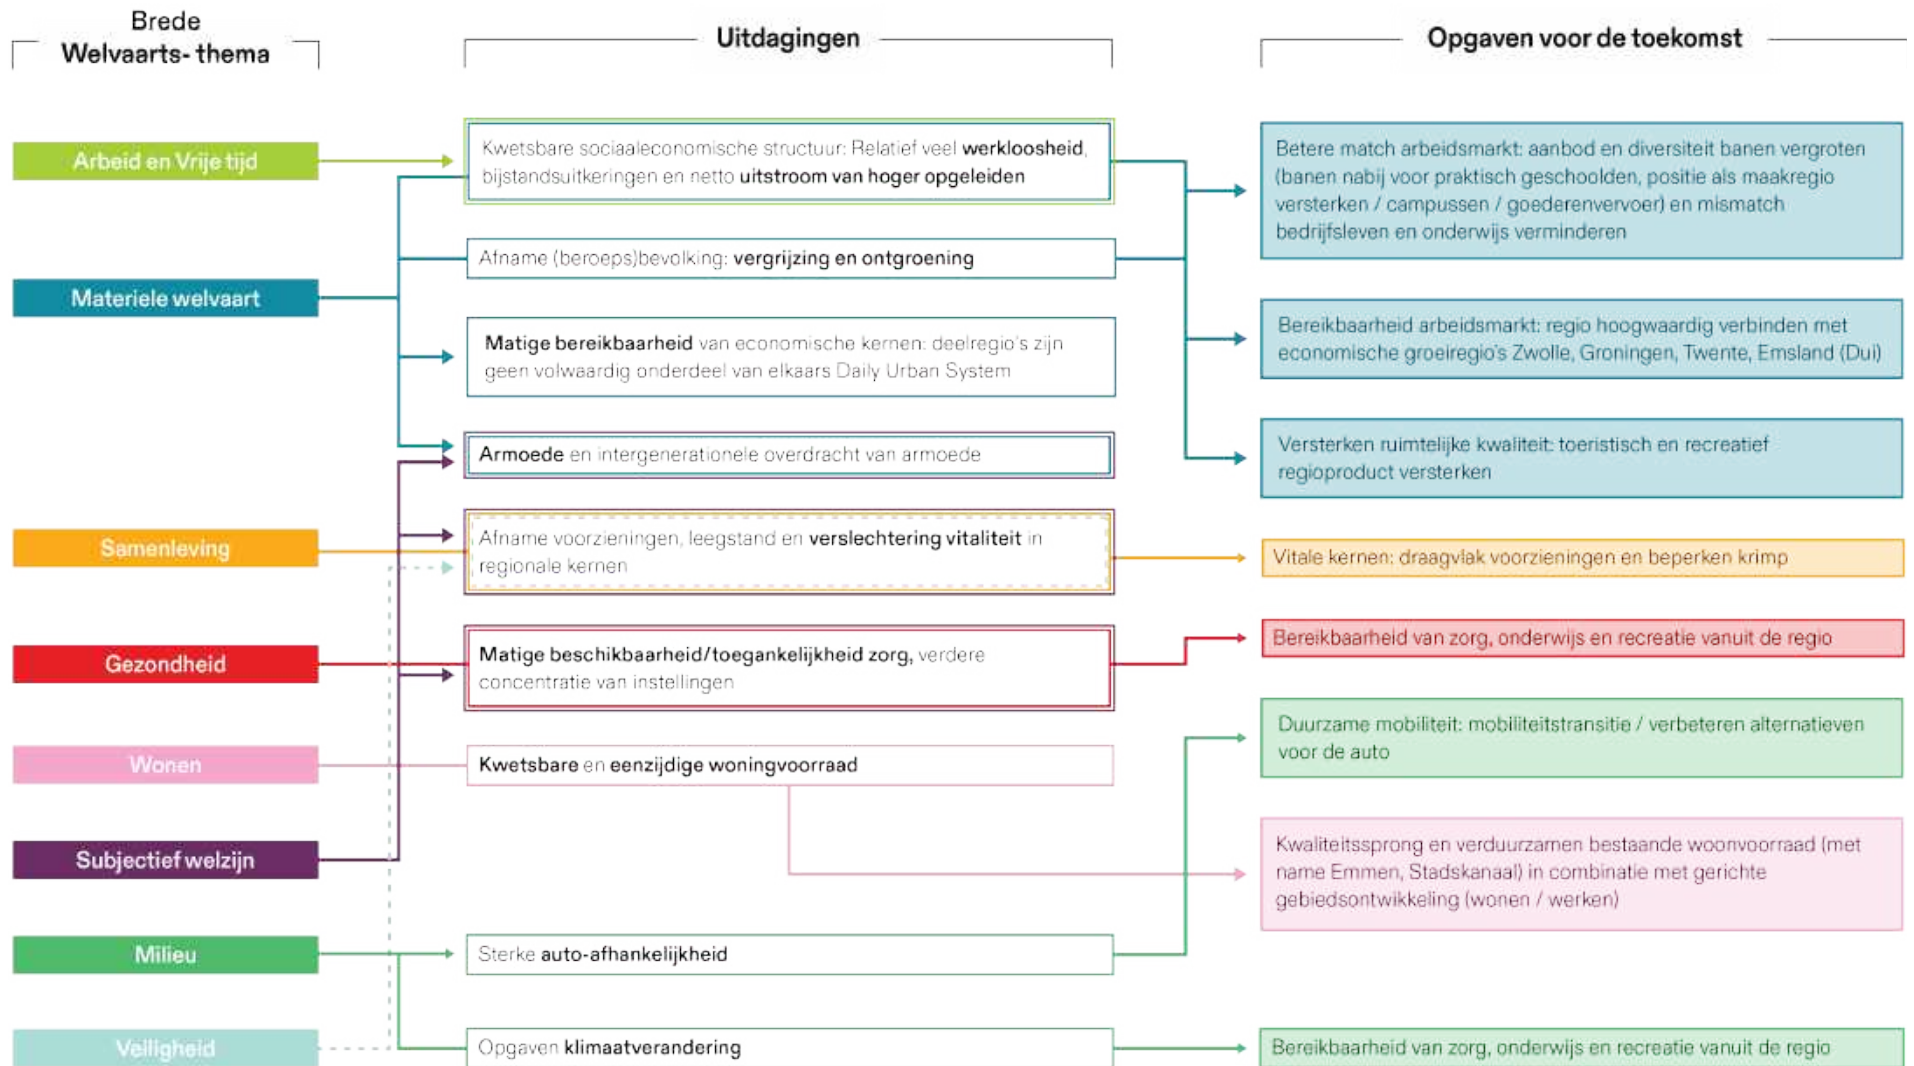 Brede
Welvaarts- thema
Uitdagingen
Opgaven voor de toekomst
Arbeid en Vrije tijd
Materiele welvaart
Samenleving
Gezondheid
Wonen
Subjectief welzijn
Milieu
Veiligheid
Kwetsbare sociaaleconomische structuur: Relatief veel werkloosheid,
bijstandsuitkeringen en netto uitstroom van hoger opgeleiden
Afname (beroeps)bevolking: vergrijzing en ontgroening
Matige bereikbaarheid van economische kernen: deelregio's zijn
geen volwaardig onderdeel van elkaars Daily Urban System
Armoede en intergenerationele overdracht van armoede
Afname voorzieningen, leegstand en verslechtering vitaliteit in
regionale kernen
Matige beschikbaarheid/toegankelijkheid zorg, verdere
concentratie van instellingen
Kwetsbare en eenzijdige woningvoorraad
Sterke auto-afhankelijkheid
Opgaven klimaatverandering
Betere match arbeidsmarkt: aanbod en diversiteit banen vergroten
(banen nabij voor praktisch geschoolden, positie als maakregio
versterken / campussen / goederenvervoer) en mismatch
bedrijfsleven en onderwijs verminderen
Bereikbaarheid arbeidsmarkt: regio hoogwaardig verbinden met
economische groeiregio's Zwolle, Groningen, Twente, Emsland (Dui)
Versterken ruimtelijke kwaliteit: toeristisch en recreatief
regioproduct versterken
Vitale kernen: draagvlak voorzieningen en beperken krimp
Bereikbaarheid van zorg, onderwijs en recreatie vanuit de regio
Duurzame mobiliteit: mobiliteitstransitie / verbeteren alternatieven
voor de auto
Kwaliteitssprong en verduurzamen bestaande woonvoorraad (met
name Emmen, Stadskanaal) in combinatie met gerichte
gebiedsontwikkeling (wonen / werken)
Bereikbaarheid van zorg, onderwijs en recreatie vanuit de regio